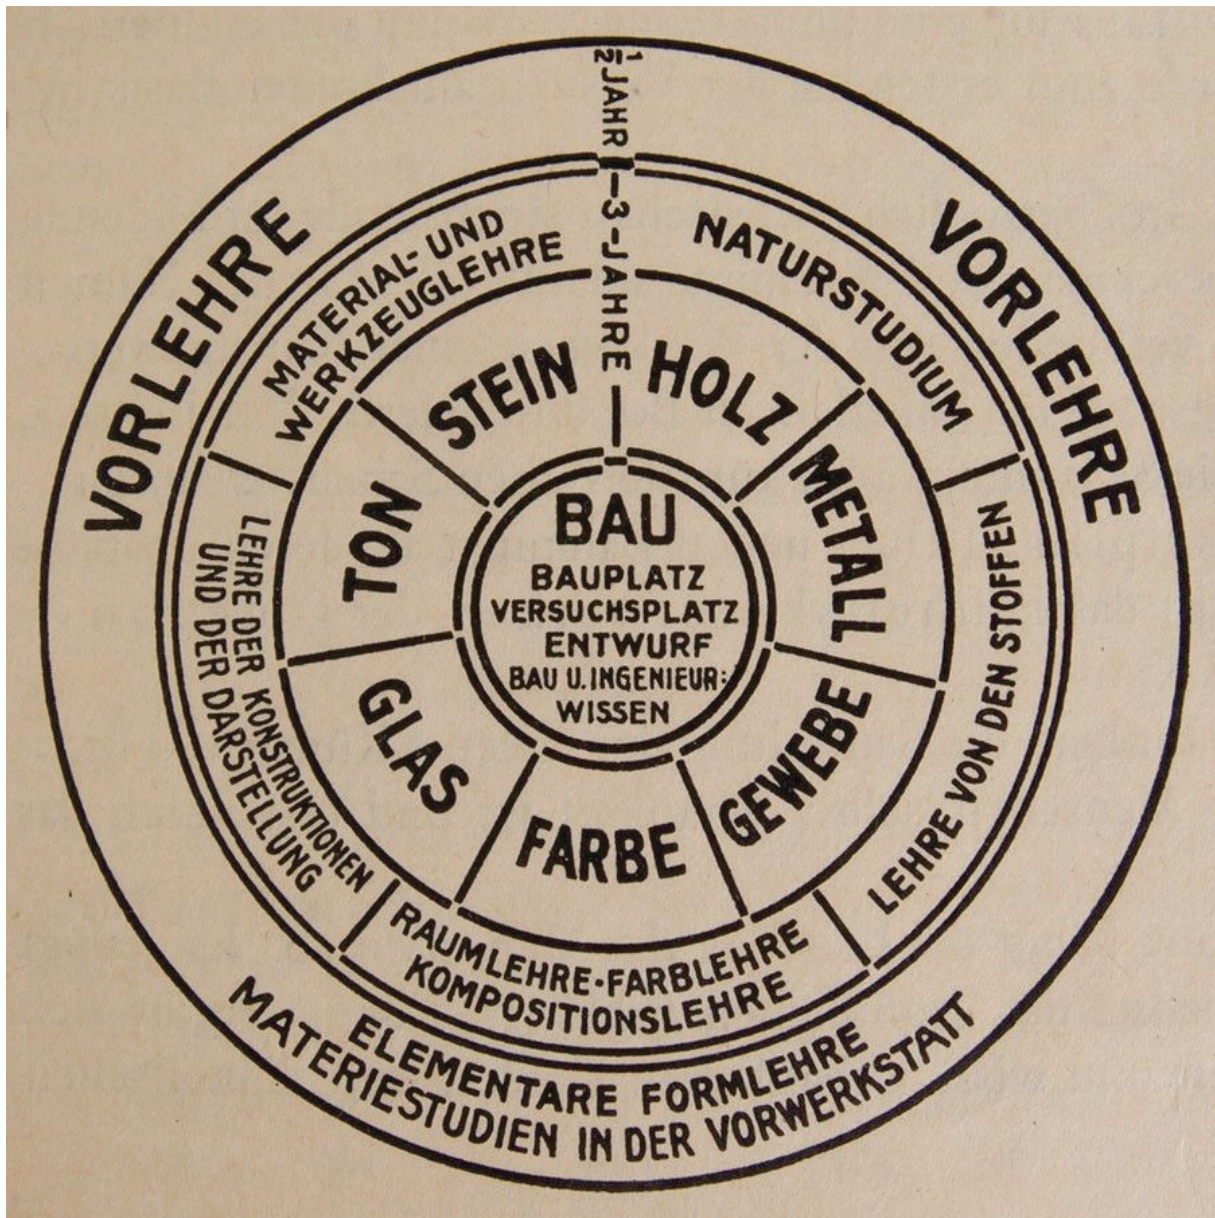 ½ JAHR
3-JAHRE
VORLEHRE
VORLEHRE
ELEMENTARE FORMLEHRE
MATERIESTUDIEN IN DER VORWERKSTATT
MATERIAL- UND
WERKZEUGLEHRE
NATURSTUDIUM
LEHRE VON DEN STOFFEN
RAUMLEHRE·FARBLEHRE
KOMPOSITIONSLEHRE
LEHRE DER KONSTRUKTIONEN
UND DER DARSTELLUNG
STEIN
HOLZ
METALL
GEWEBE
FARBE
GLAS
TON
BAU
BAUPLATZ
VERSUCHSPLATZ
ENTWURF
BAU U. INGENIEUR:
WISSEN